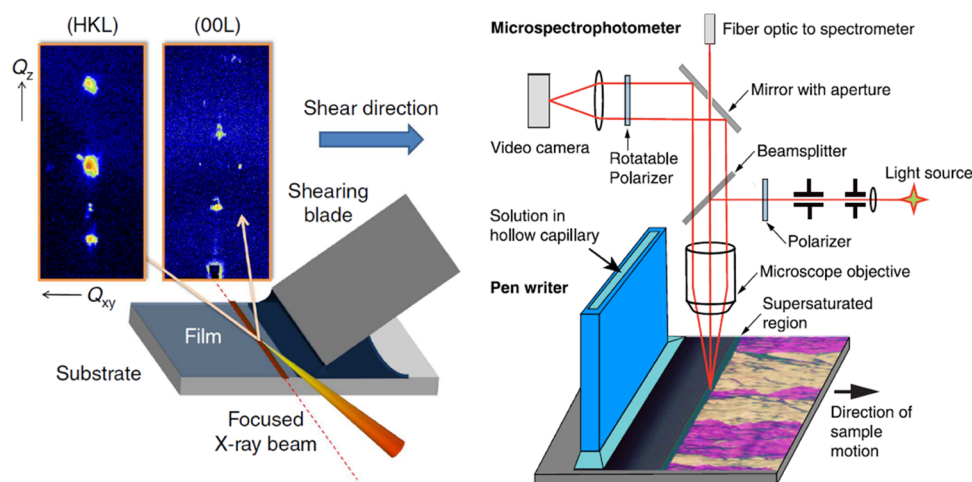 (HKL)
(00L)
Qz
Qxy
Shear direction
Shearing
blade
Film
Substrate
Focused
X-ray beam
Microspectrophotometer
Fiber optic to spectrometer
Mirror with aperture
Video camera
Rotatable
Polarizer
Beamsplitter
Light source
Polarizer
Solution in
hollow capillary
Microscope objective
Pen writer
Supersaturated
region
Direction of
sample
motion